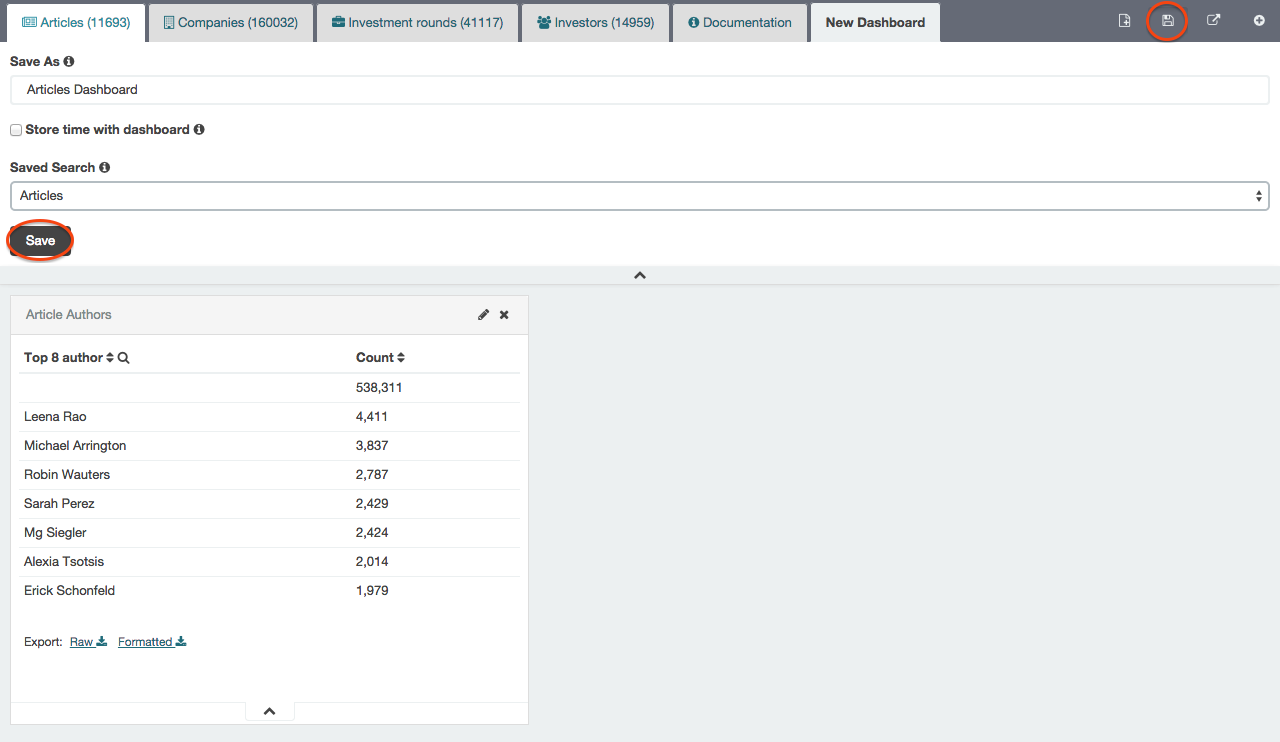 Articles (11693) Companies (160032) Investment rounds (41117) Investors (14959) Documentation New Dashboard
Save As
Articles Dashboard
Store time with dashboard
Saved Search
Articles
Save
Article Authors
Top 8 author Count
538,311
Leena Rao 4,411
Michael Arrington 3,837
Robin Wauters 2,787
Sarah Perez 2,429
Mg Siegler 2,424
Alexia Tsotsis 2,014
Erick Schonfeld 1,979
Export: Raw Formatted